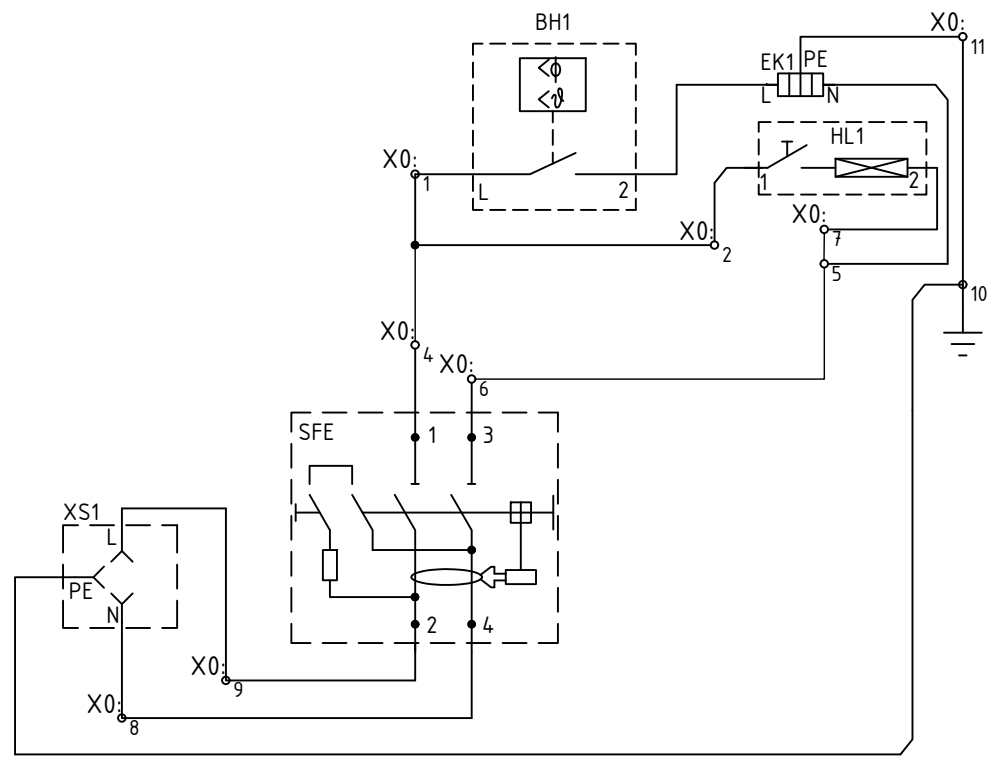 BH1
X0:
11
EK1 PE
L N
<ϕ
<ϑ
HL1
X0:
1
L 2
1 2
X0:
7
X0:
2
5
10
X0:
4
X0:
6
SFE
1 3
XS1
L
PE
N
2 4
X0:
9
X0:
8